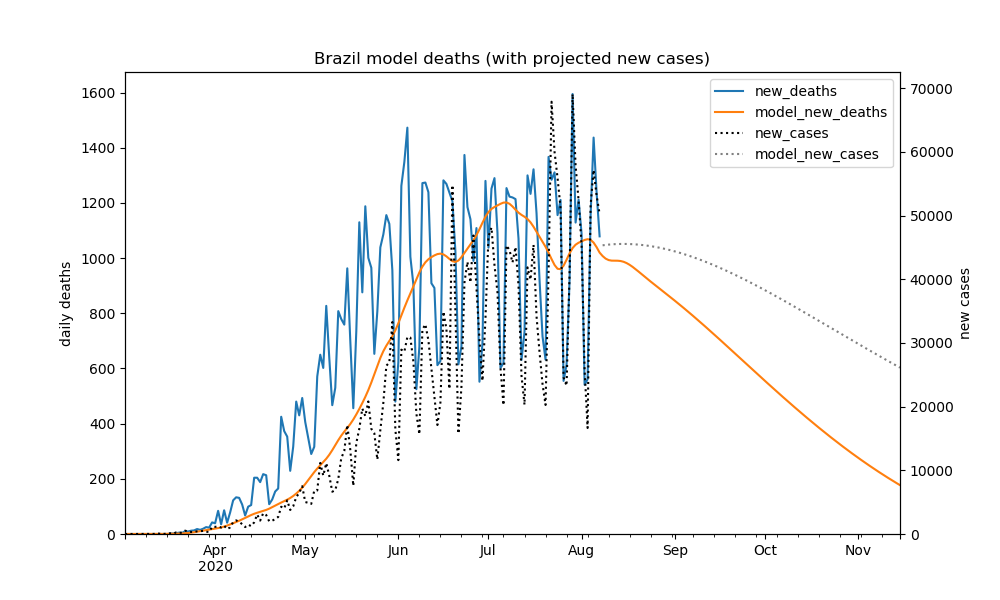 Brazil model deaths (with projected new cases)
daily deaths
1600
1400
1200
1000
800
600
400
200
0
new_deaths
model_new_deaths
new_cases
model_new_cases
70000
60000
50000
40000
30000
20000
10000
0
new cases
Apr
2020
May
Jun
Jul
Aug
Sep
Oct
Nov